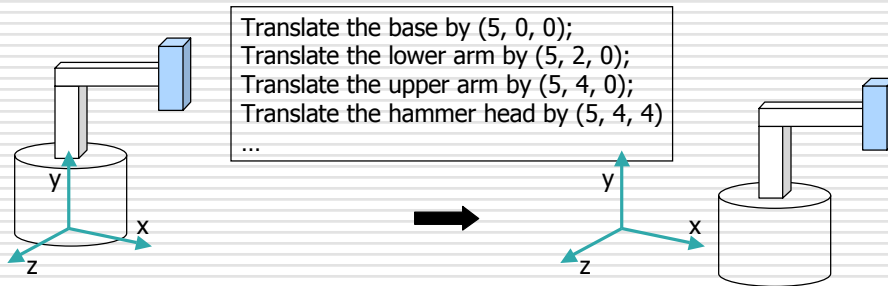 Translate the base by (5, 0, 0);
Translate the lower arm by (5, 2, 0);
Translate the upper arm by (5, 4, 0);
Translate the hammer head by (5, 4, 4)
...
y
x
z
y
x
z